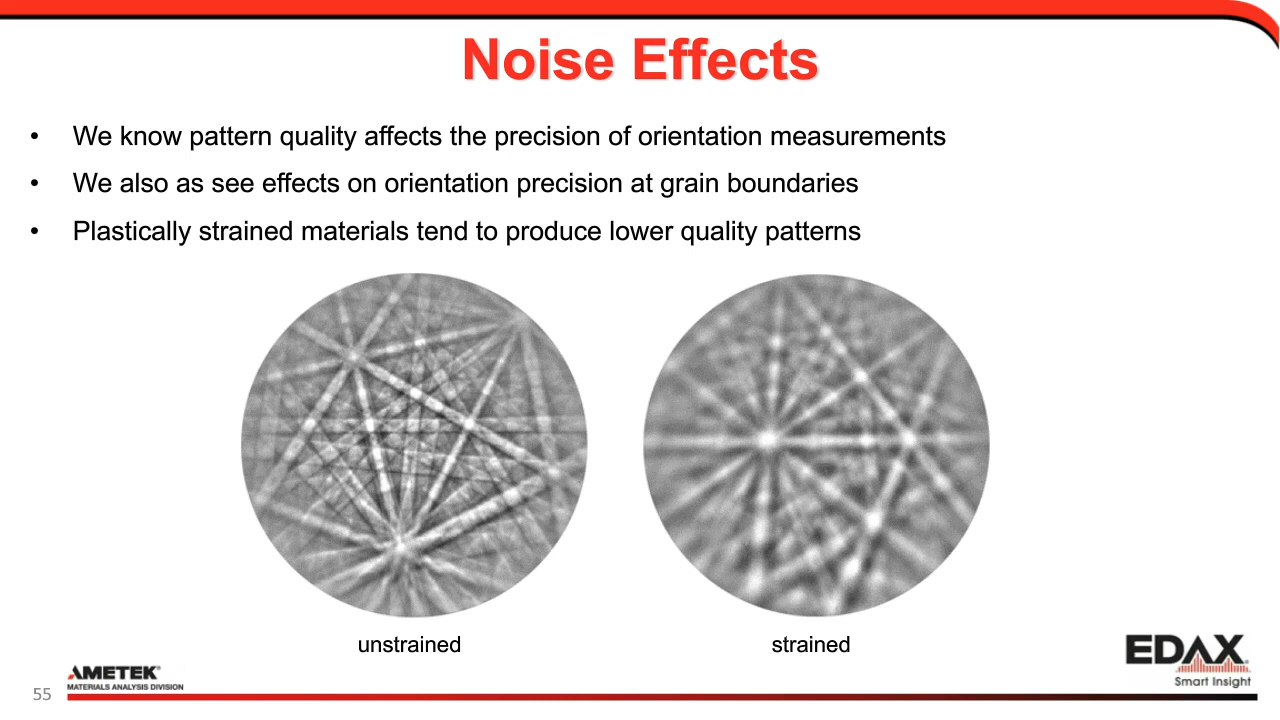 Noise Effects
• We know pattern quality affects the precision of orientation measurements
• We also as see effects on orientation precision at grain boundaries
• Plastically strained materials tend to produce lower quality patterns
unstrained
strained
55
AMETEK®
MATERIALS ANALYSIS DIVISION
EDAX®
Smart Insight